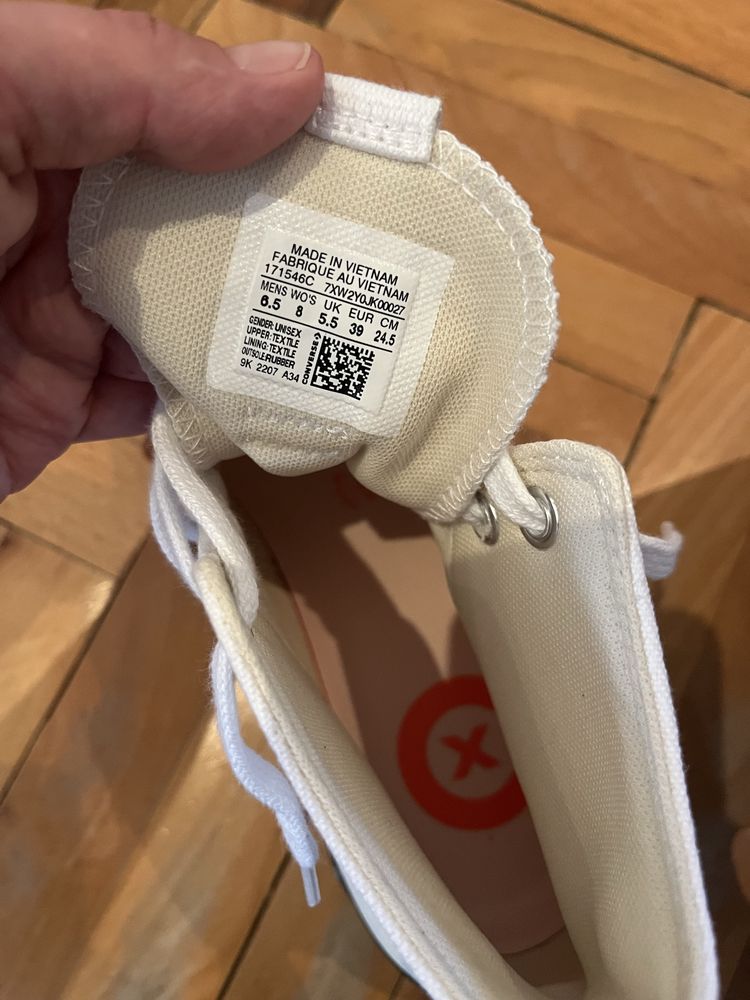 MADE IN VIETNAM
FABRIQUE AU VIETNAM
171546C 7XW2Y0JK00027
MENS WO'S UK EUR CM
6.5 8 5.5 39 24.5
GENDER: UNISEX
UPPER: TEXTILE
LINING: TEXTILE
OUTSOLE: RUBBER
9K 2207 A34
CONVERSE
X